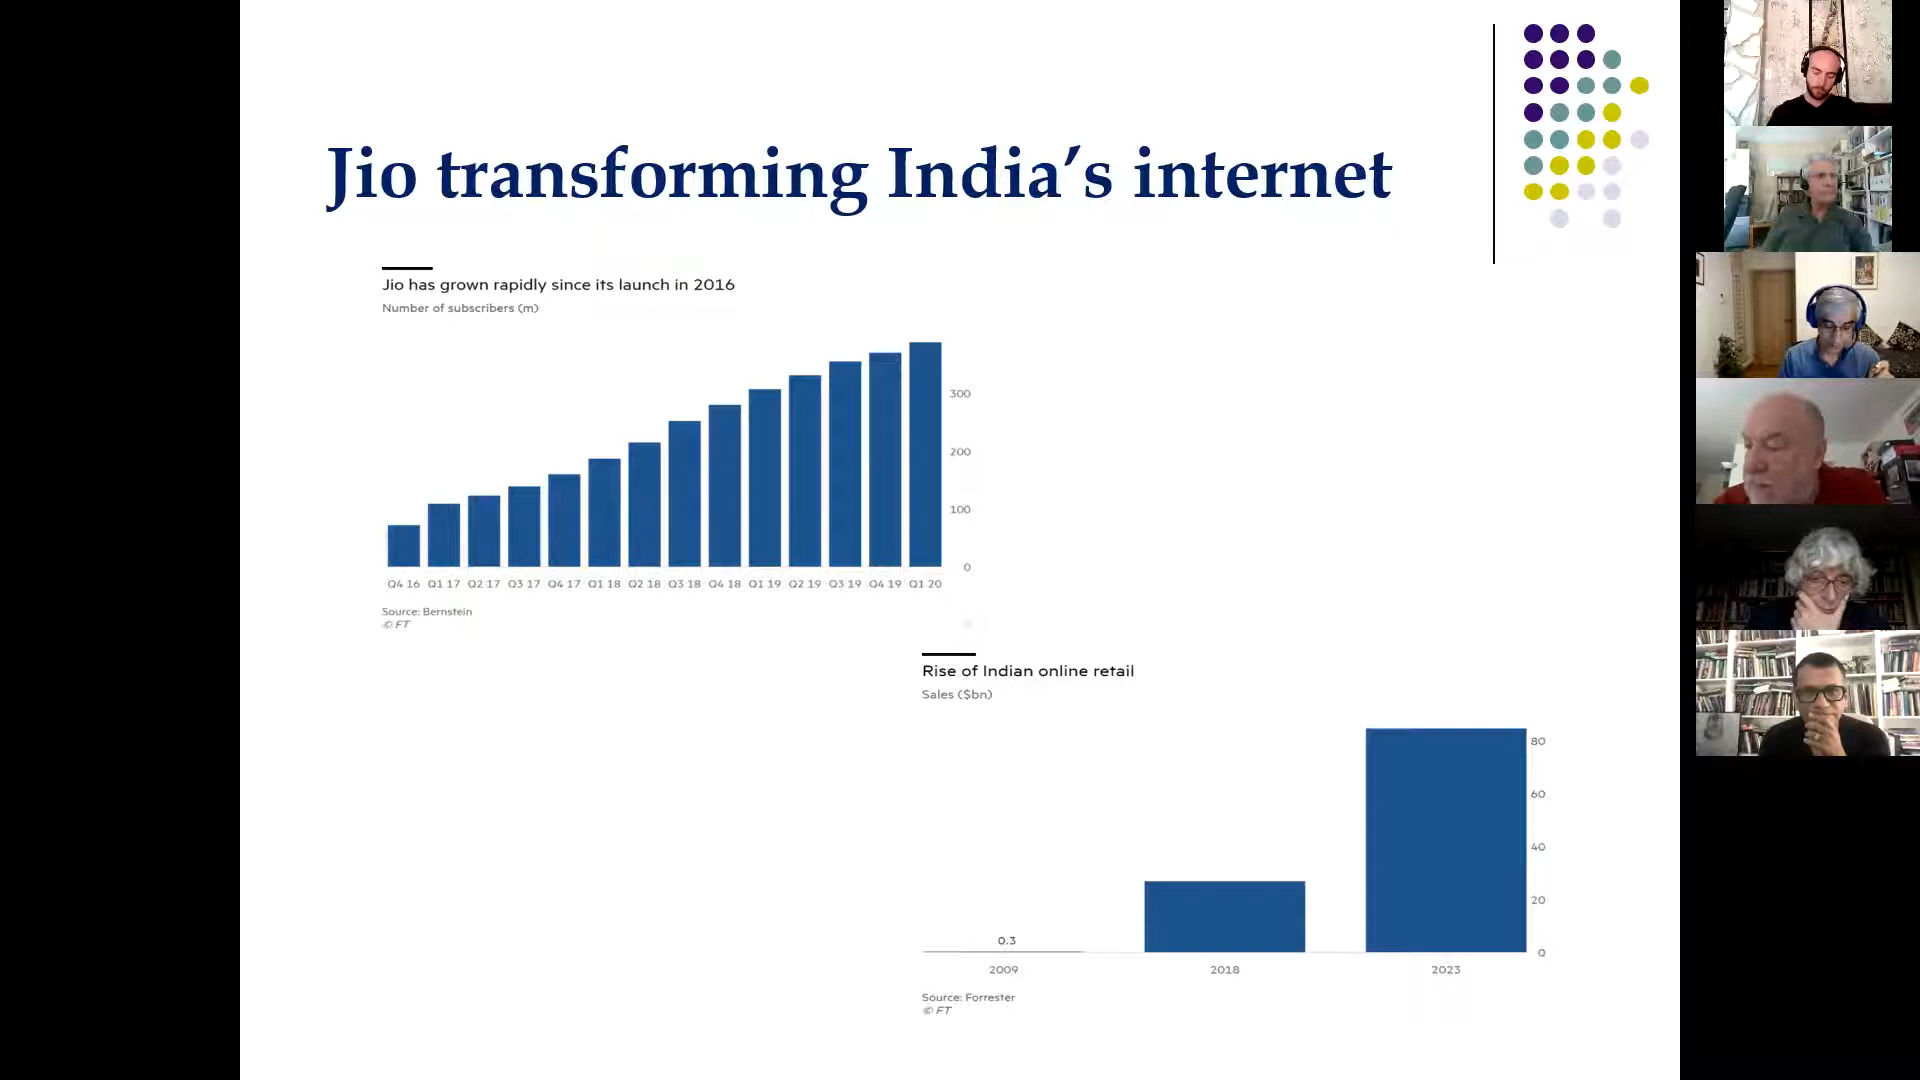 Jio transforming India’s internet
Jio has grown rapidly since its launch in 2016
Number of subscribers (m)
300
200
100
0
Q4 16 Q1 17 Q2 17 Q3 17 Q4 17 Q1 18 Q2 18 Q3 18 Q4 18 Q1 19 Q2 19 Q3 19 Q4 19 Q1 20
Source: Bernstein
© FT
Rise of Indian online retail
Sales ($bn)
80
60
40
20
0.3
0
2009 2018 2023
Source: Forrester
© FT